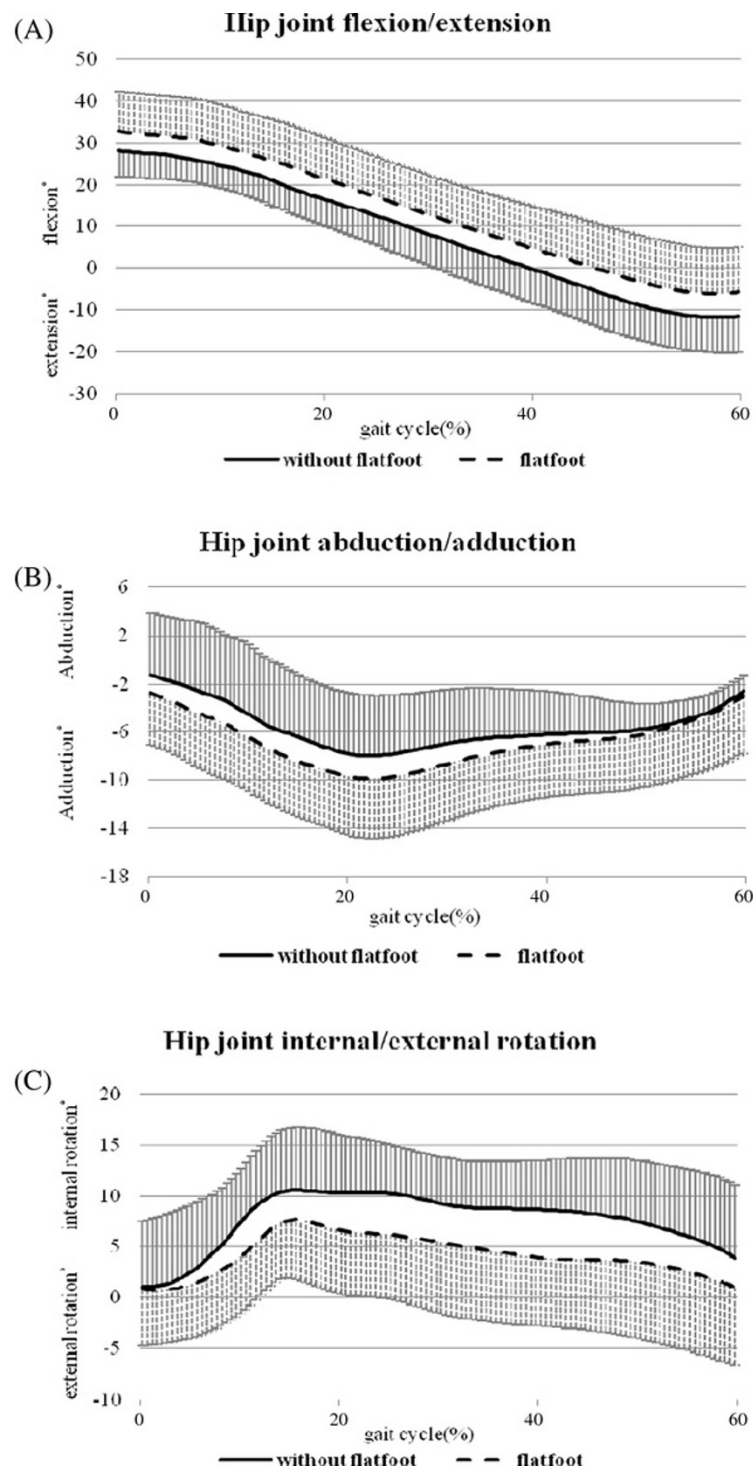 (A)
Hip joint flexion/extension
50
40
30
20
10
0
-10
-20
-30
flexion°
extension°
0 20 40 60
gait cycle(%)
without flatfoot flatfoot
Hip joint abduction/adduction
(B)
6
2
-2
-6
-10
-14
-18
Abduction°
Adduction°
0 20 40 60
gait cycle(%)
without flatfoot flatfoot
Hip joint internal/external rotation
(C)
20
15
10
5
0
-5
-10
internal rotation°
external rotation°
0 20 40 60
gait cycle(%)
without flatfoot flatfoot